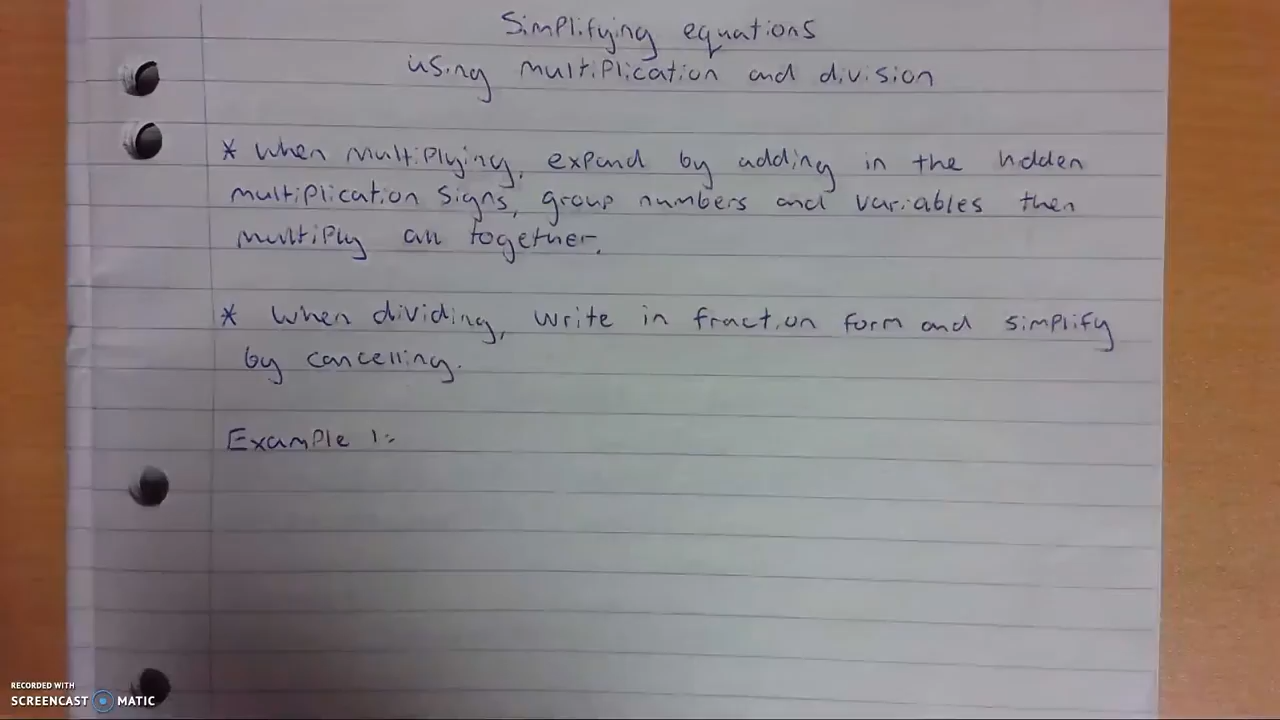 Simplifying equations
using multiplication and division
* when multiplying, expand by adding in the hidden
multiplication signs, group numbers and variables then
multiply all together.
* when dividing, write in fraction form and simplify
by cancelling.
Example 1:
RECORDED WITH
SCREENCAST MATIC